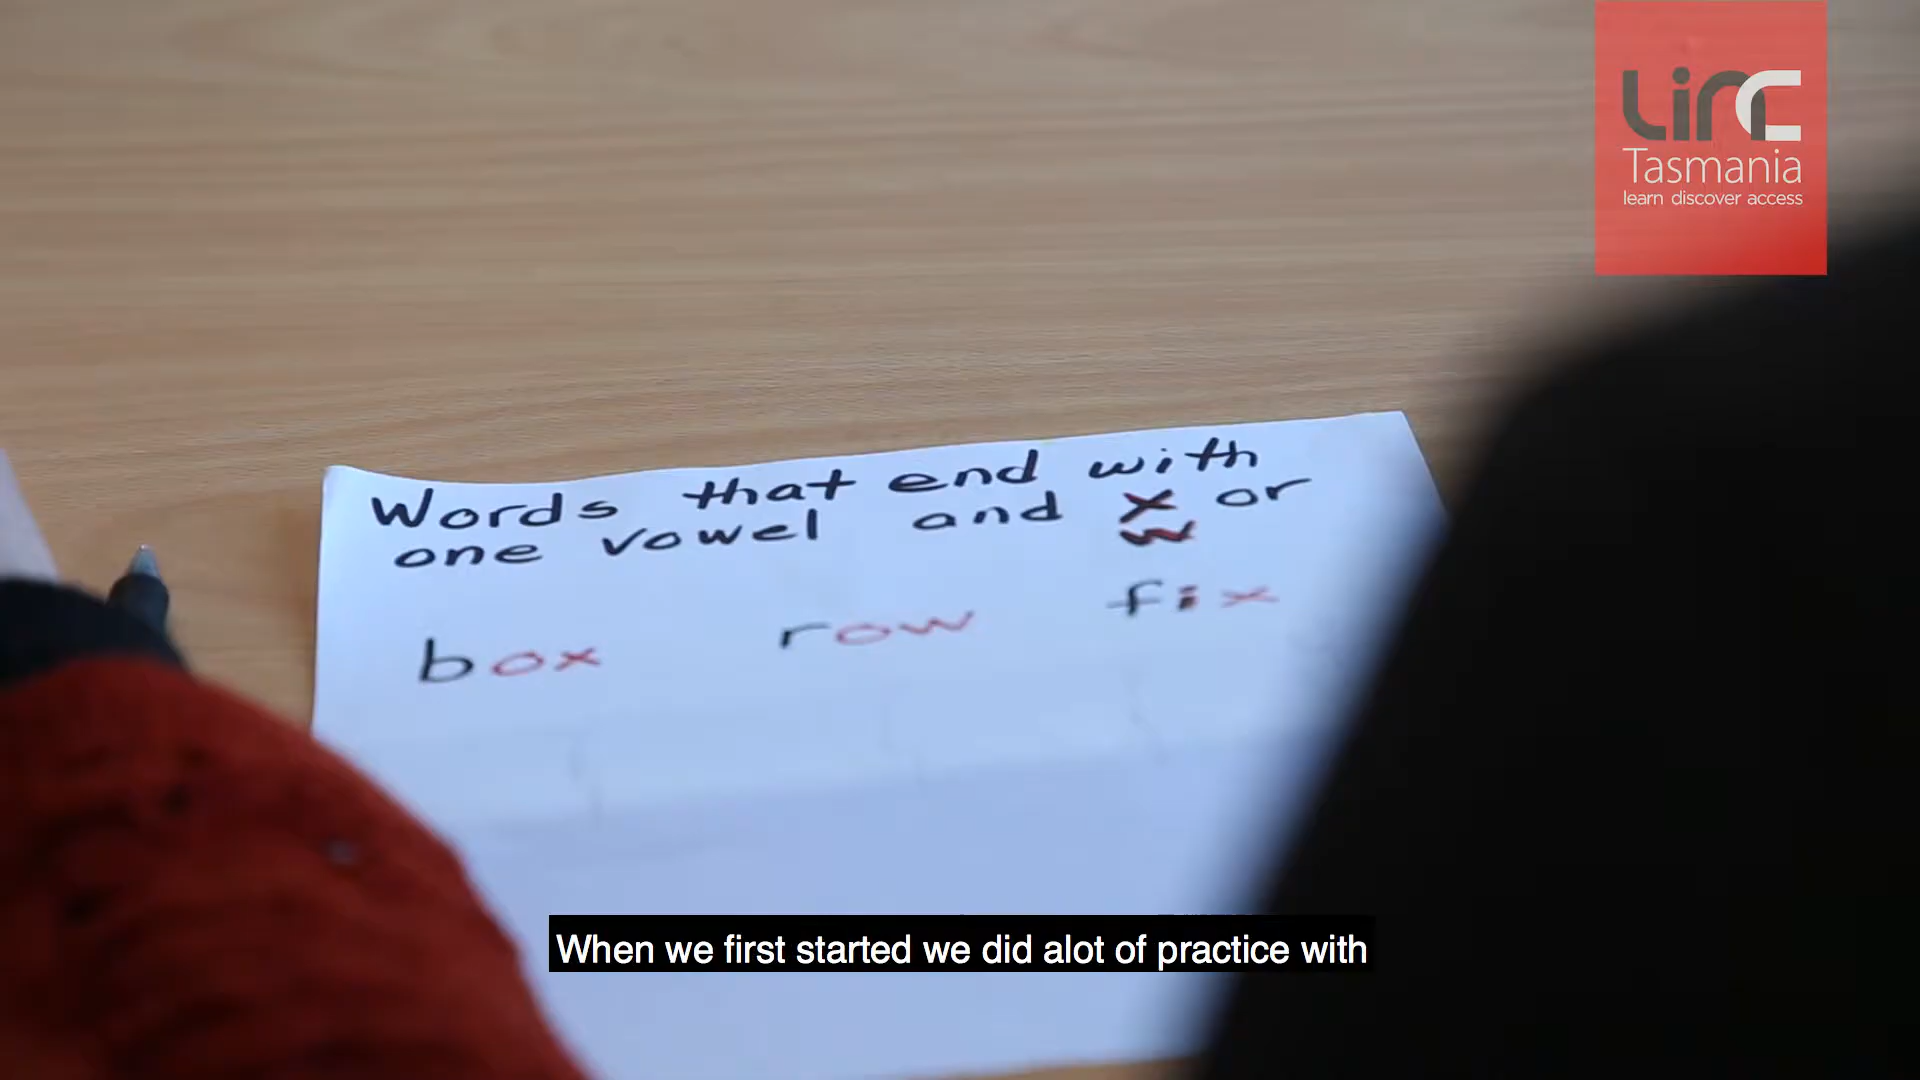 LINC
Tasmania
learn discover access
Words that end with
one vowel and x or
w
box row fix
When we first started we did alot of practice with